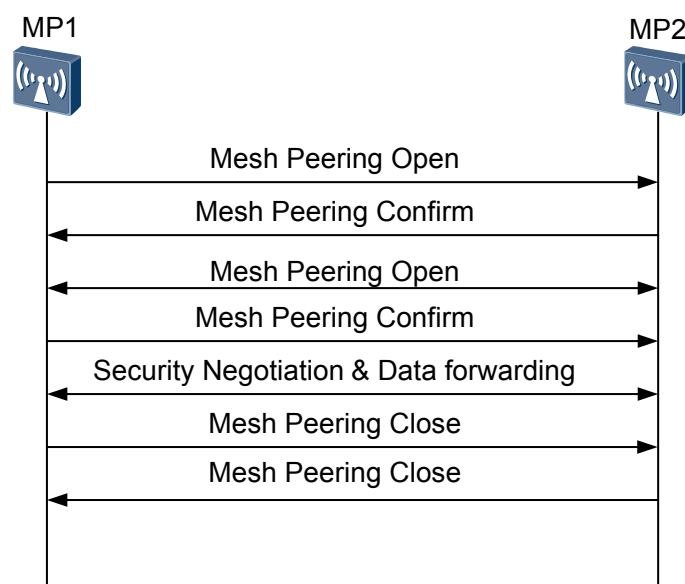 MP1
MP2
Mesh Peering Open
Mesh Peering Confirm
Mesh Peering Open
Mesh Peering Confirm
Security Negotiation & Data forwarding
Mesh Peering Close
Mesh Peering Close